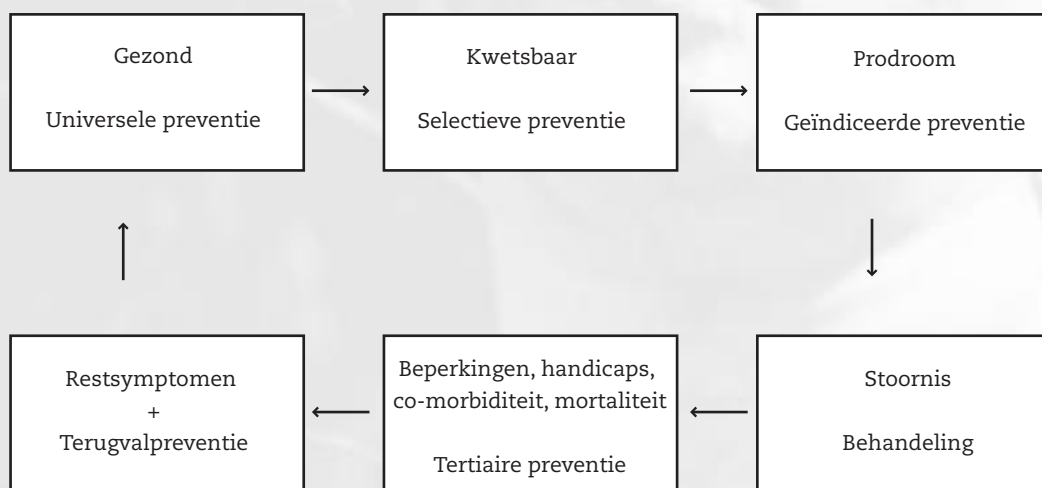 Gezond
Universele preventie
Kwetsbaar
Selectieve preventie
Prodroom
Geïndiceerde preventie
Stoornis
Behandeling
Beperkingen, handicaps,
co-morbiditeit, mortaliteit
Tertiaire preventie
Restsymptomen
+
Terugvalpreventie